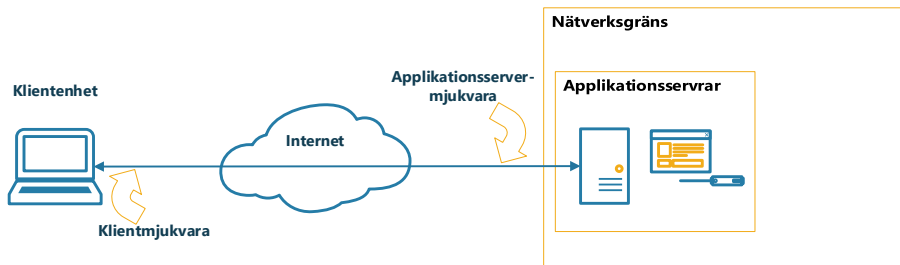 Nätverksgräns
Applikationsserver-
mjukvara
Applikationsservrar
Klientenhet
Internet
Klientmjukvara